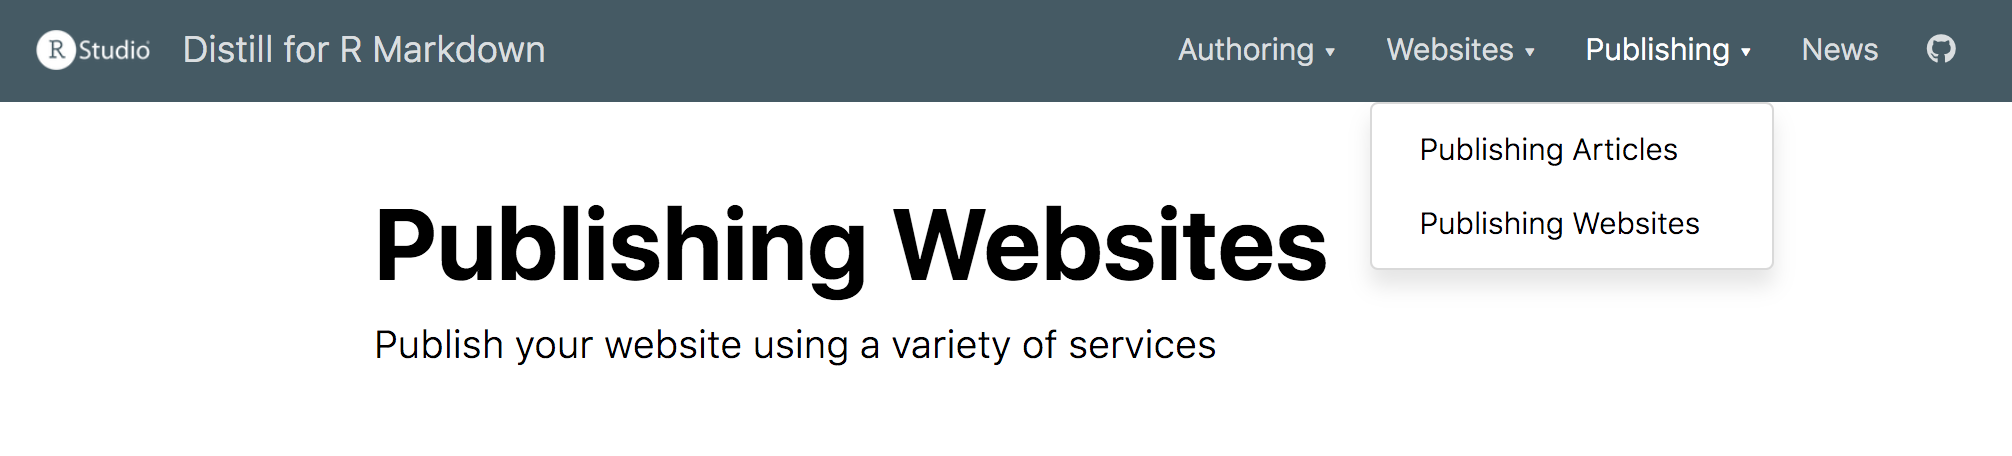 R Studio Distill for R Markdown Authoring ▾ Websites ▾ Publishing ▾ News
Publishing Articles
Publishing Websites
Publishing Websites
Publish your website using a variety of services